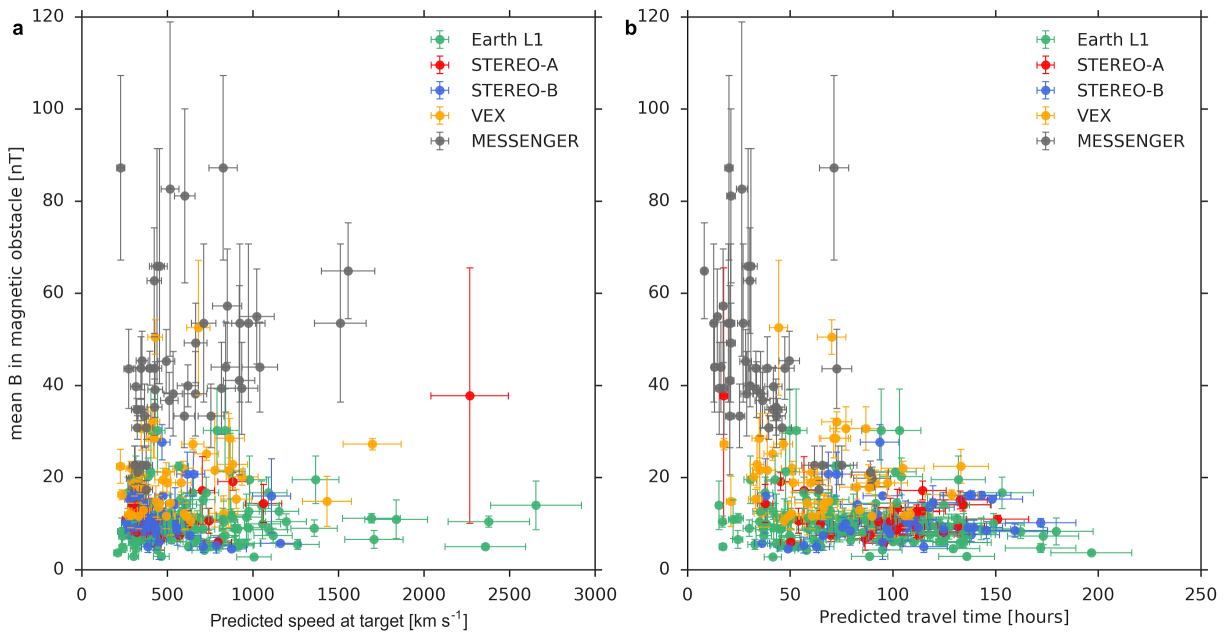 a
120
100
80
60
40
20
0
mean B in magnetic obstacle [nT]
0
500
1000
1500
2000
2500
3000
Predicted speed at target [km s⁻¹]
Earth L1
STEREO-A
STEREO-B
VEX
MESSENGER
b
120
100
80
60
40
20
0
0
50
100
150
200
250
Predicted travel time [hours]
Earth L1
STEREO-A
STEREO-B
VEX
MESSENGER